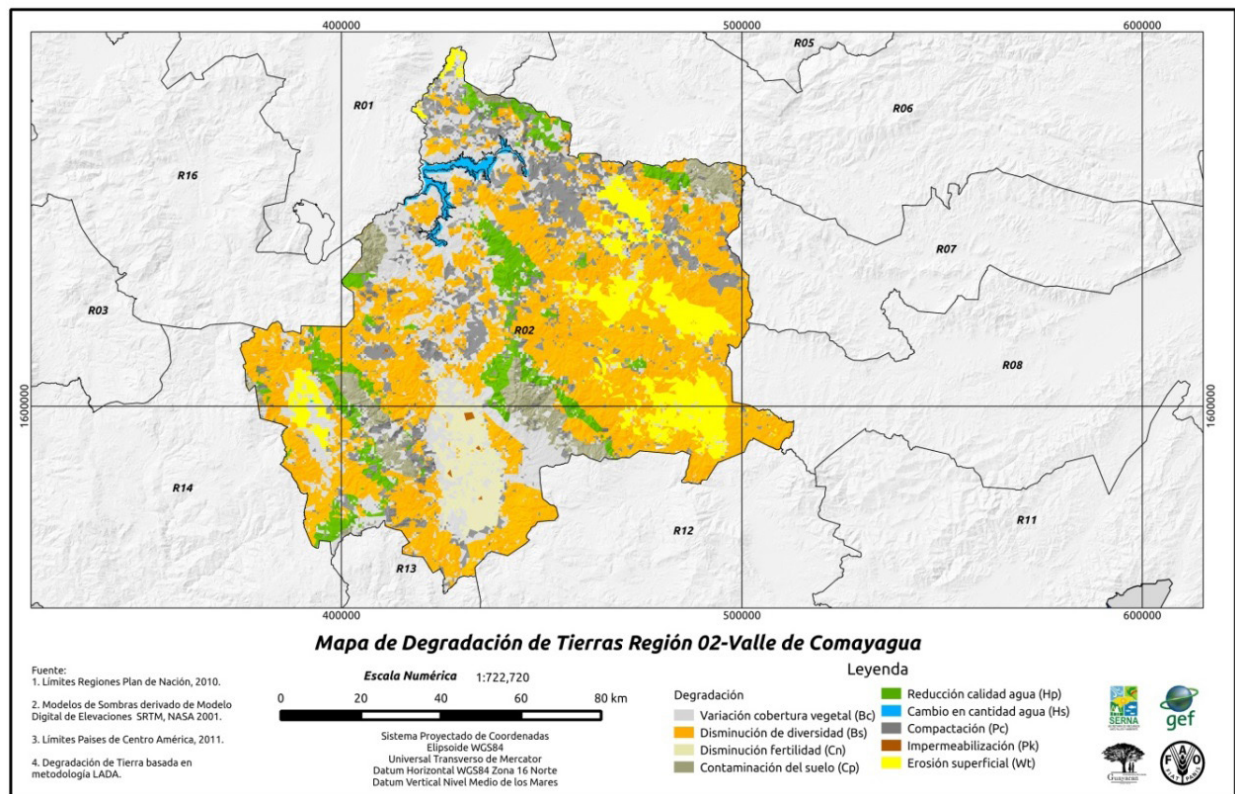 400000
500000
600000
R05
R01
R06
R16
R07
R03
R02
R08
1600000
1600000
R14
R12
R11
R13
400000
500000
600000
Mapa de Degradación de Tierras Región 02-Valle de Comayagua
Fuente:
1. Límites Regiones Plan de Nación, 2010.
2. Modelos de Sombras derivado de Modelo
Digital de Elevaciones SRTM, NASA 2001.
3. Límites Paises de Centro América, 2011.
4. Degradación de Tierra basada en
metodología LADA.
Escala Numérica 1:722,720
0 20 40 60 80 km
Sistema Proyectado de Coordenadas
Elipsoide WGS84
Universal Transverso de Mercator
Datum Horizontal WGS84 Zona 16 Norte
Datum Vertical Nivel Medio de los Mares
Leyenda
Degradación
Variación cobertura vegetal (Bc)
Disminución de diversidad (Bs)
Disminución fertilidad (Cn)
Contaminación del suelo (Cp)
Reducción calidad agua (Hp)
Cambio en cantidad agua (Hs)
Compactación (Pc)
Impermeabilización (Pk)
Erosión superficial (Wt)
SERNA
gef
F A O
FIAT PANIS